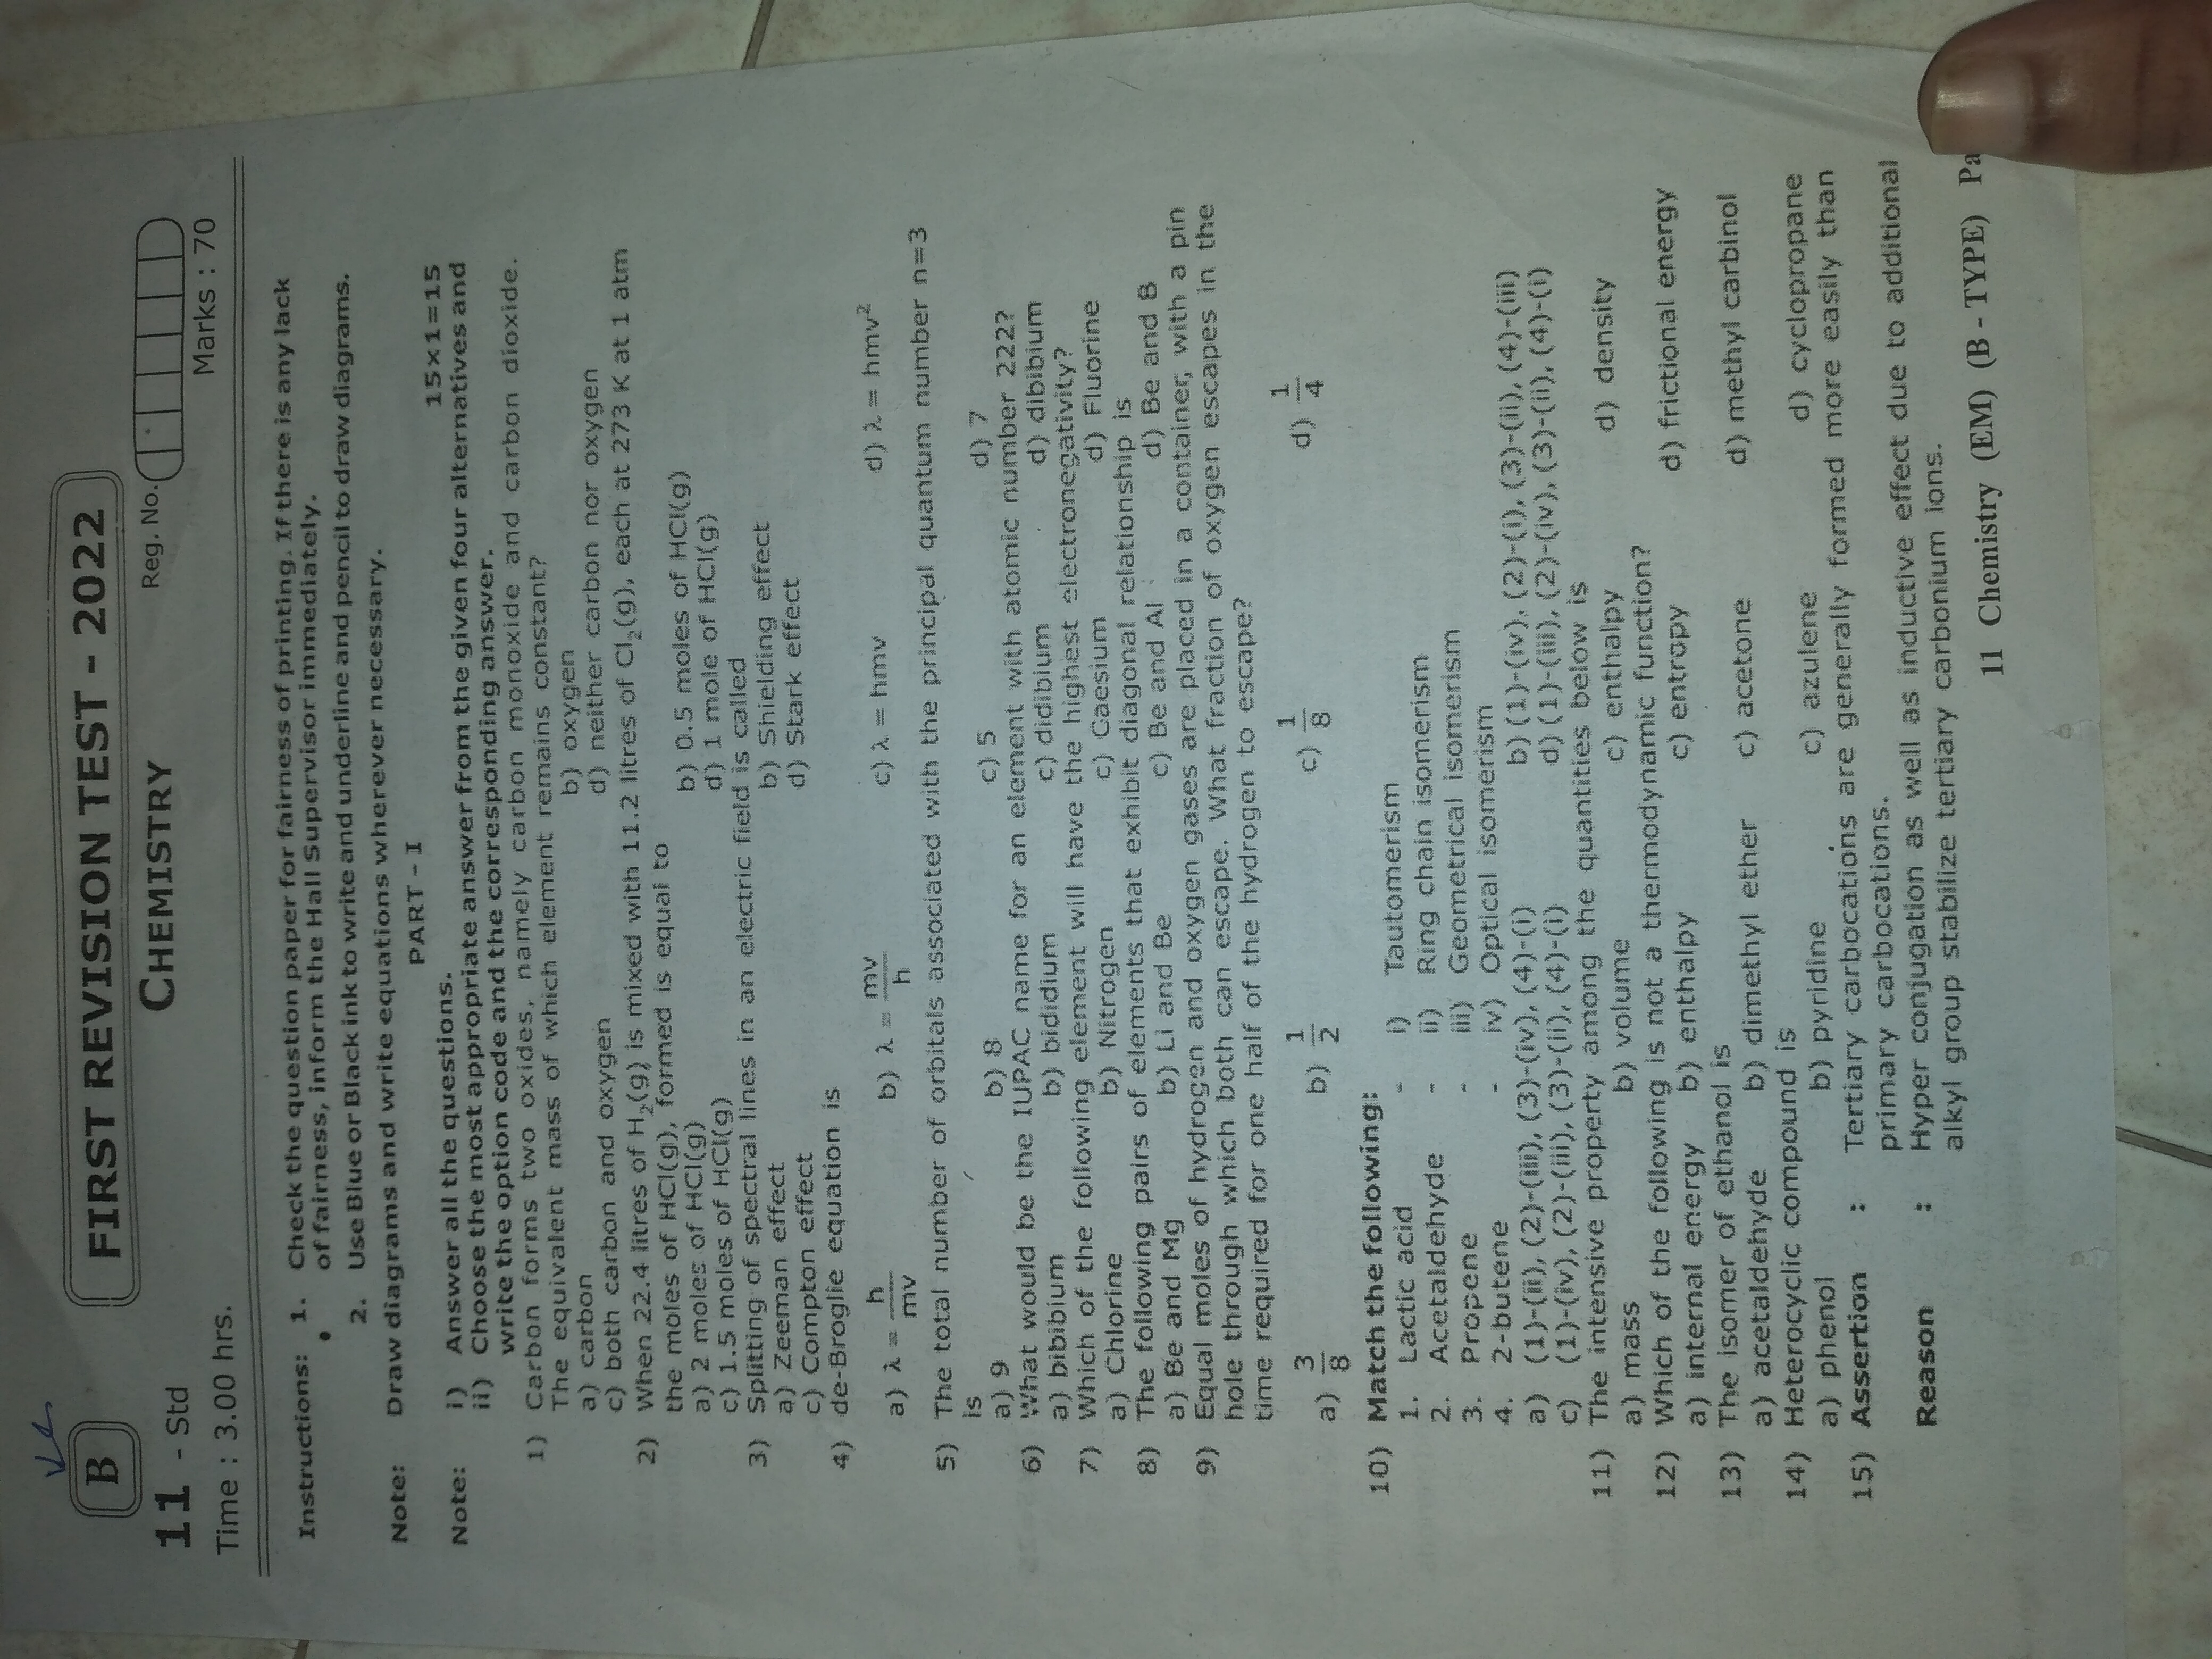 B
FIRST REVISION TEST - 2022
11 - Std
CHEMISTRY
Reg. No.
Time : 3.00 hrs.
Marks : 70
Instructions: 1. Check the question paper for fairness of printing. If there is any lack
of fairness, inform the Hall Supervisor immediately.
2. Use Blue or Black ink to write and underline and pencil to draw diagrams.
Note: Draw diagrams and write equations wherever necessary.
PART - I
Note: i) Answer all the questions. 15×1=15
ii) Choose the most appropriate answer from the given four alternatives and
write the option code and the corresponding answer.
1) Carbon forms two oxides, namely carbon monoxide and carbon dioxide.
The equivalent mass of which element remains constant?
a) carbon b) oxygen
c) both carbon and oxygen d) neither carbon nor oxygen
2) When 22.4 litres of H₂(g) is mixed with 11.2 litres of Cl₂(g), each at 273 K at 1 atm
the moles of HCl(g), formed is equal to
a) 2 moles of HCl(g) b) 0.5 moles of HCl(g)
c) 1.5 moles of HCl(g) d) 1 mole of HCl(g)
3) Splitting of spectral lines in an electric field is called
a) Zeeman effect b) Shielding effect
c) Compton effect d) Stark effect
4) de-Broglie equation is
a) λ = h/mv b) λ = mv/h c) λ = hmv d) λ = hmv²
5) The total number of orbitals associated with the principal quantum number n=3
is
a) 9 b) 8 c) 5 d) 7
6) What would be the IUPAC name for an element with atomic number 222?
a) bibibium b) bididium c) didibium d) dibibium
7) Which of the following element will have the highest electronegativity?
a) Chlorine b) Nitrogen c) Caesium d) Fluorine
8) The following pairs of elements that exhibit diagonal relationship is
a) Be and Mg b) Li and Be c) Be and Al d) Be and B
9) Equal moles of hydrogen and oxygen gases are placed in a container, with a pin
hole through which both can escape. What fraction of oxygen escapes in the
time required for one half of the hydrogen to escape?
a) 3/8 b) 1/2 c) 1/8 d) 1/4
10) Match the following:
1. Lactic acid - i) Tautomerism
2. Acetaldehyde - ii) Ring chain isomerism
3. Propene - iii) Geometrical isomerism
4. 2-butene - iv) Optical isomerism
a) (1)-(ii), (2)-(iii), (3)-(iv), (4)-(i) b) (1)-(iv), (2)-(i), (3)-(ii), (4)-(iii)
c) (1)-(iv), (2)-(iii), (3)-(ii), (4)-(i) d) (1)-(iii), (2)-(iv), (3)-(ii), (4)-(i)
11) The intensive property among the quantities below is
a) mass b) volume c) enthalpy d) density
12) Which of the following is not a thermodynamic function?
a) internal energy b) enthalpy c) entropy d) frictional energy
13) The isomer of ethanol is
a) acetaldehyde b) dimethyl ether c) acetone d) methyl carbinol
14) Heterocyclic compound is
a) phenol b) pyridine c) azulene d) cyclopropane
15) Assertion : Tertiary carbocations are generally formed more easily than
primary carbocations.
Reason : Hyper conjugation as well as inductive effect due to additional
alkyl group stabilize tertiary carbonium ions.
11 Chemistry (EM) (B - TYPE) Pa